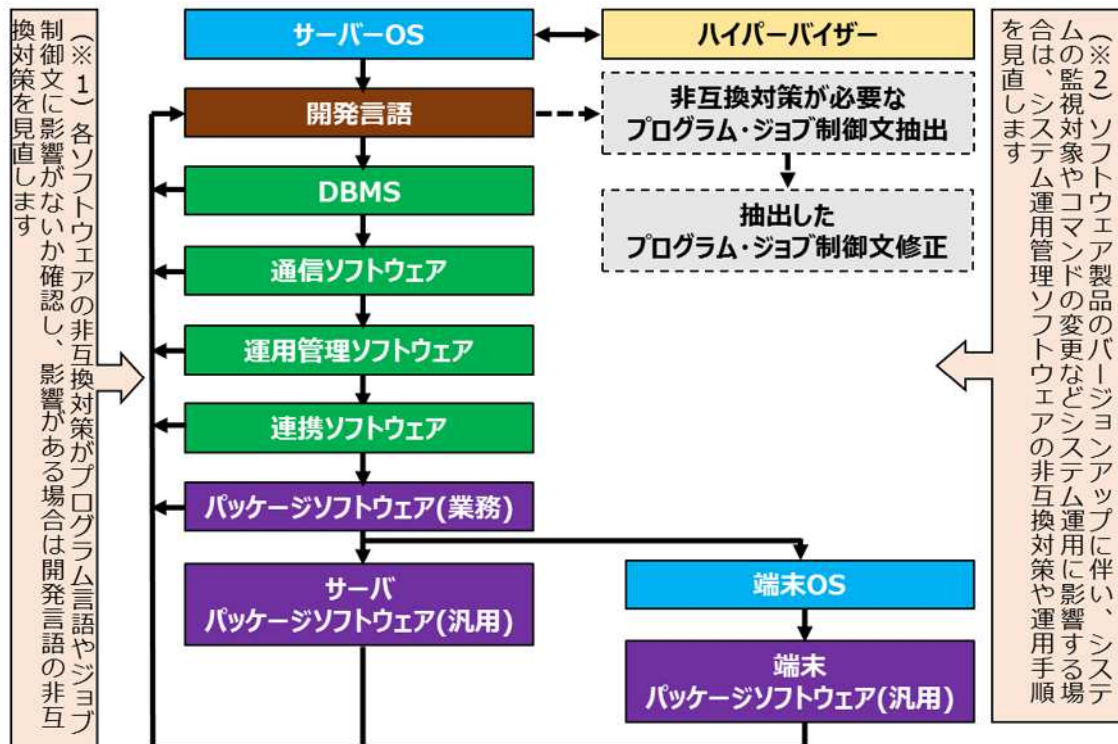 (※1)各ソフトウェアの非互換対策がプログラム言語やジョブ
制御文に影響がないか確認し、影響がある場合は開発言語の非互
換対策を見直します
サーバーOS
ハイパーバイザー
開発言語
非互換対策が必要な
プログラム・ジョブ制御文抽出
DBMS
抽出した
プログラム・ジョブ制御文修正
通信ソフトウェア
運用管理ソフトウェア
連携ソフトウェア
パッケージソフトウェア(業務)
サーバ
パッケージソフトウェア(汎用)
端末OS
端末
パッケージソフトウェア(汎用)
(※2)ソフトウェア製品のバージョンアップに伴い、システ
ムの監視対象やコマンドの変更などシステム運用に影響する場
合は、システム運用管理ソフトウェアの非互換対策や運用手順
を見直します